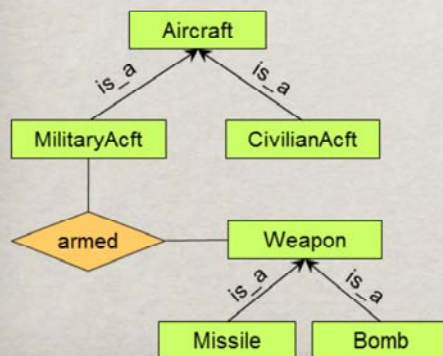 Aircraft
is_a
is_a
MilitaryAcft
CivilianAcft
armed
Weapon
is_a
is_a
Missile
Bomb